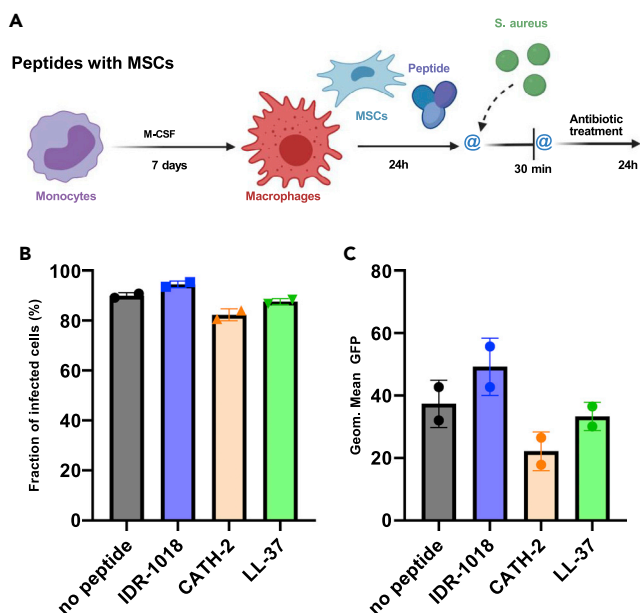 A
S. aureus
Peptides with MSCs
Peptide
MSCs
M-CSF
7 days
24h
@
@
30 min
Antibiotic
treatment
24h
Monocytes
Macrophages
B
Fraction of infected cells (%)
100
80
60
40
20
0
no peptide
IDR-1018
CATH-2
LL-37
C
Geom. Mean GFP
80
60
40
20
0
no peptide
IDR-1018
CATH-2
LL-37